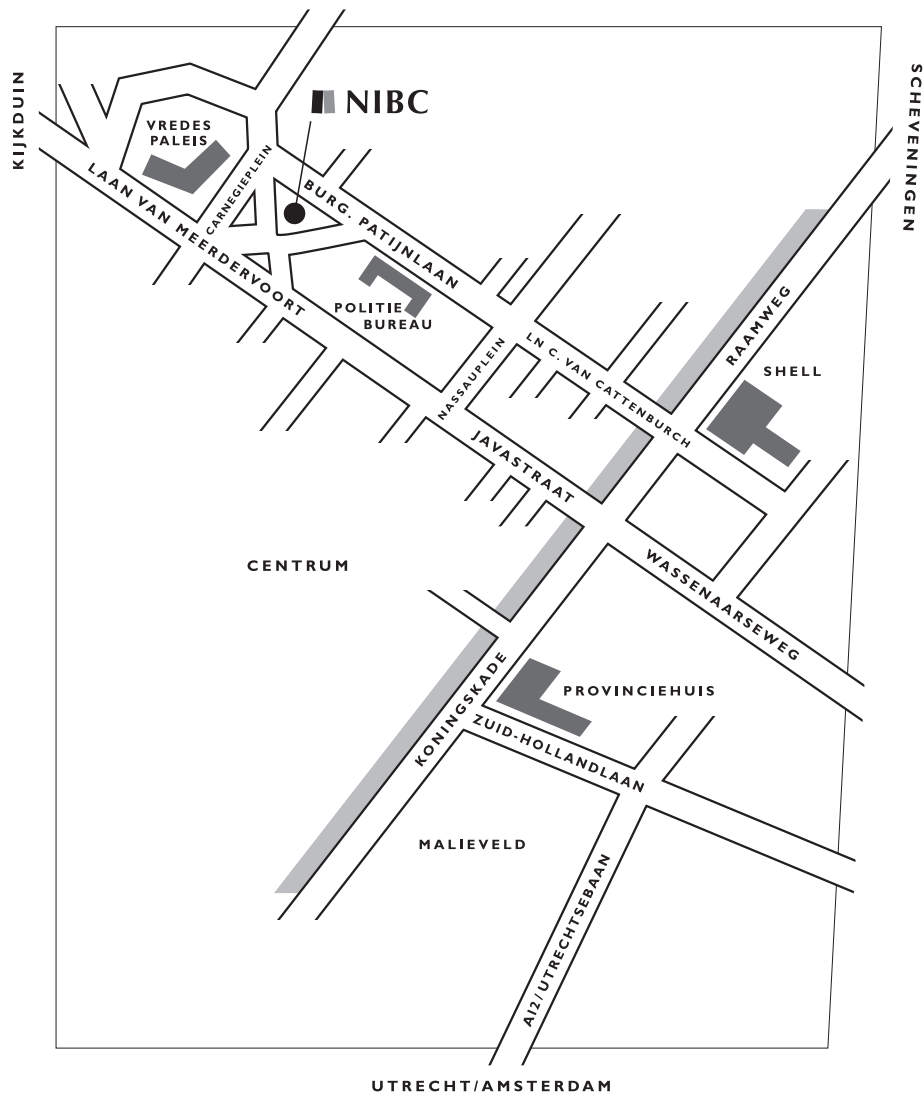 KIJKDUIN
SCHEVENINGEN
NIBC
VREDES
PALEIS
CARNEGIEPLEIN
BURG. PATIJNLAAN
LAAN VAN MEERDERVOORT
POLITIE
BUREAU
NASSAUPLEIN
LN C. VAN CATTENBURCH
RAAMWEG
SHELL
JAVASTRAAT
CENTRUM
WASSENAARSEWEG
KONINGSKADE
PROVINCIEHUIS
ZUID-HOLLANDLAAN
MALIEVELD
A12/UTRECHTSEBAAN
UTRECHT/AMSTERDAM